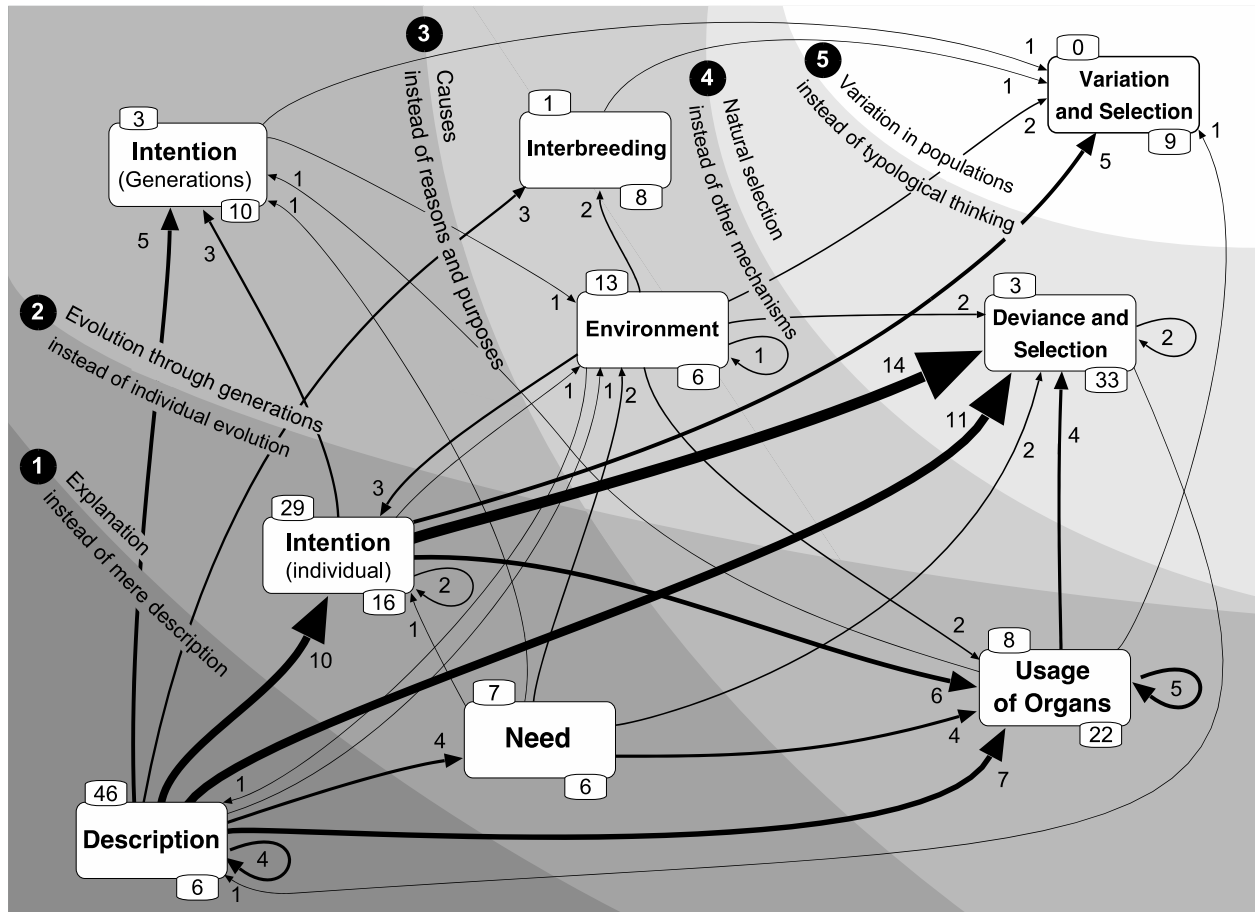 3
Causes
instead of reasons and purposes
4
Natural selection
instead of other mechanisms
5
Variation in populations
instead of typological thinking
1
1
2
5
1
0
Variation
and Selection
9
3
Intention
(Generations)
10
1
1
5
3
1
Interbreeding
8
3
2
13
Environment
6
1
1
1
1
2
2
3
Deviance and
Selection
33
2
14
11
2
4
2
Evolution through generations
instead of individual evolution
1
Explanation
instead of mere description
29
Intention
(individual)
16
2
3
1
10
8
Usage
of Organs
22
5
2
6
4
7
7
Need
6
4
46
Description
6
4
1
1